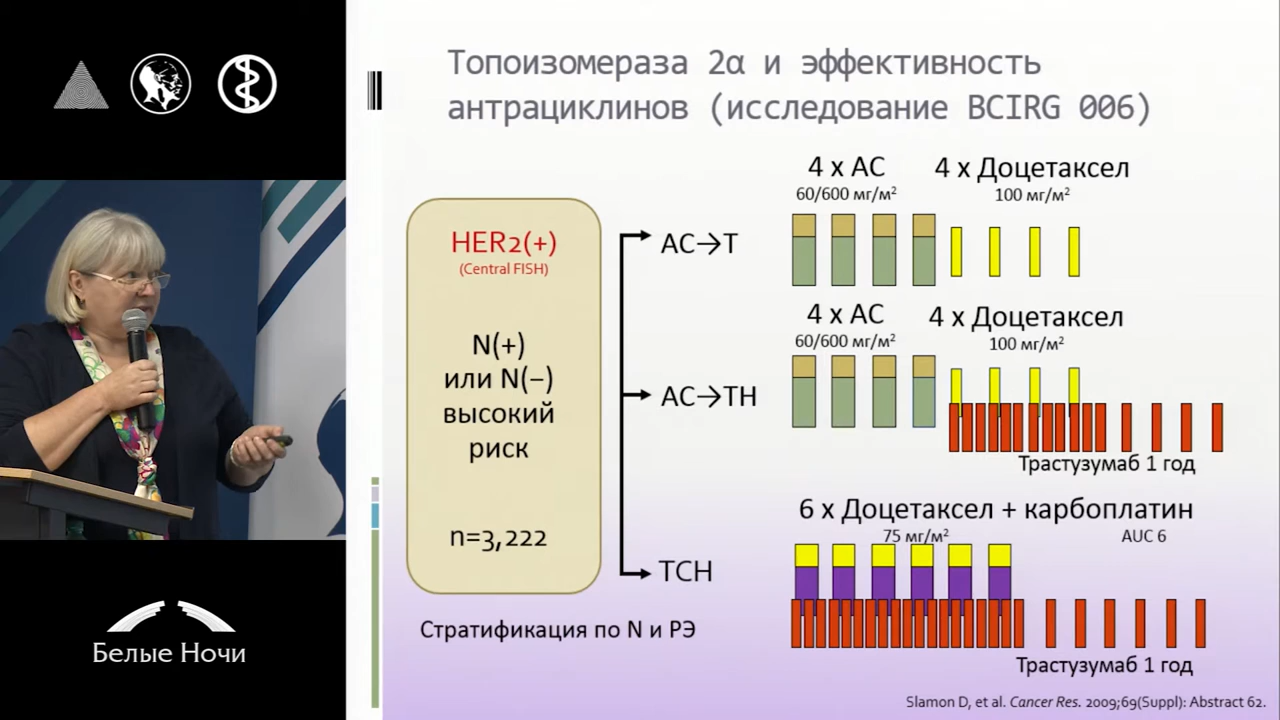 Топоизомераза 2α и эффективность
антрациклинов (исследование BCIRG 006)
HER2(+)
(Central FISH)
N(+)
или N(–)
высокий
риск
n=3,222
Стратификация по N и РЭ
AC→T
4 x AC
60/600 мг/м²
4 x Доцетаксел
100 мг/м²
AC→TH
4 x AC
60/600 мг/м²
4 x Доцетаксел
100 мг/м²
Трастузумаб 1 год
TCH
6 x Доцетаксел + карбоплатин
75 мг/м²
AUC 6
Трастузумаб 1 год
Slamon D, et al. Cancer Res. 2009;69(Suppl): Abstract 62.
Белые Ночи